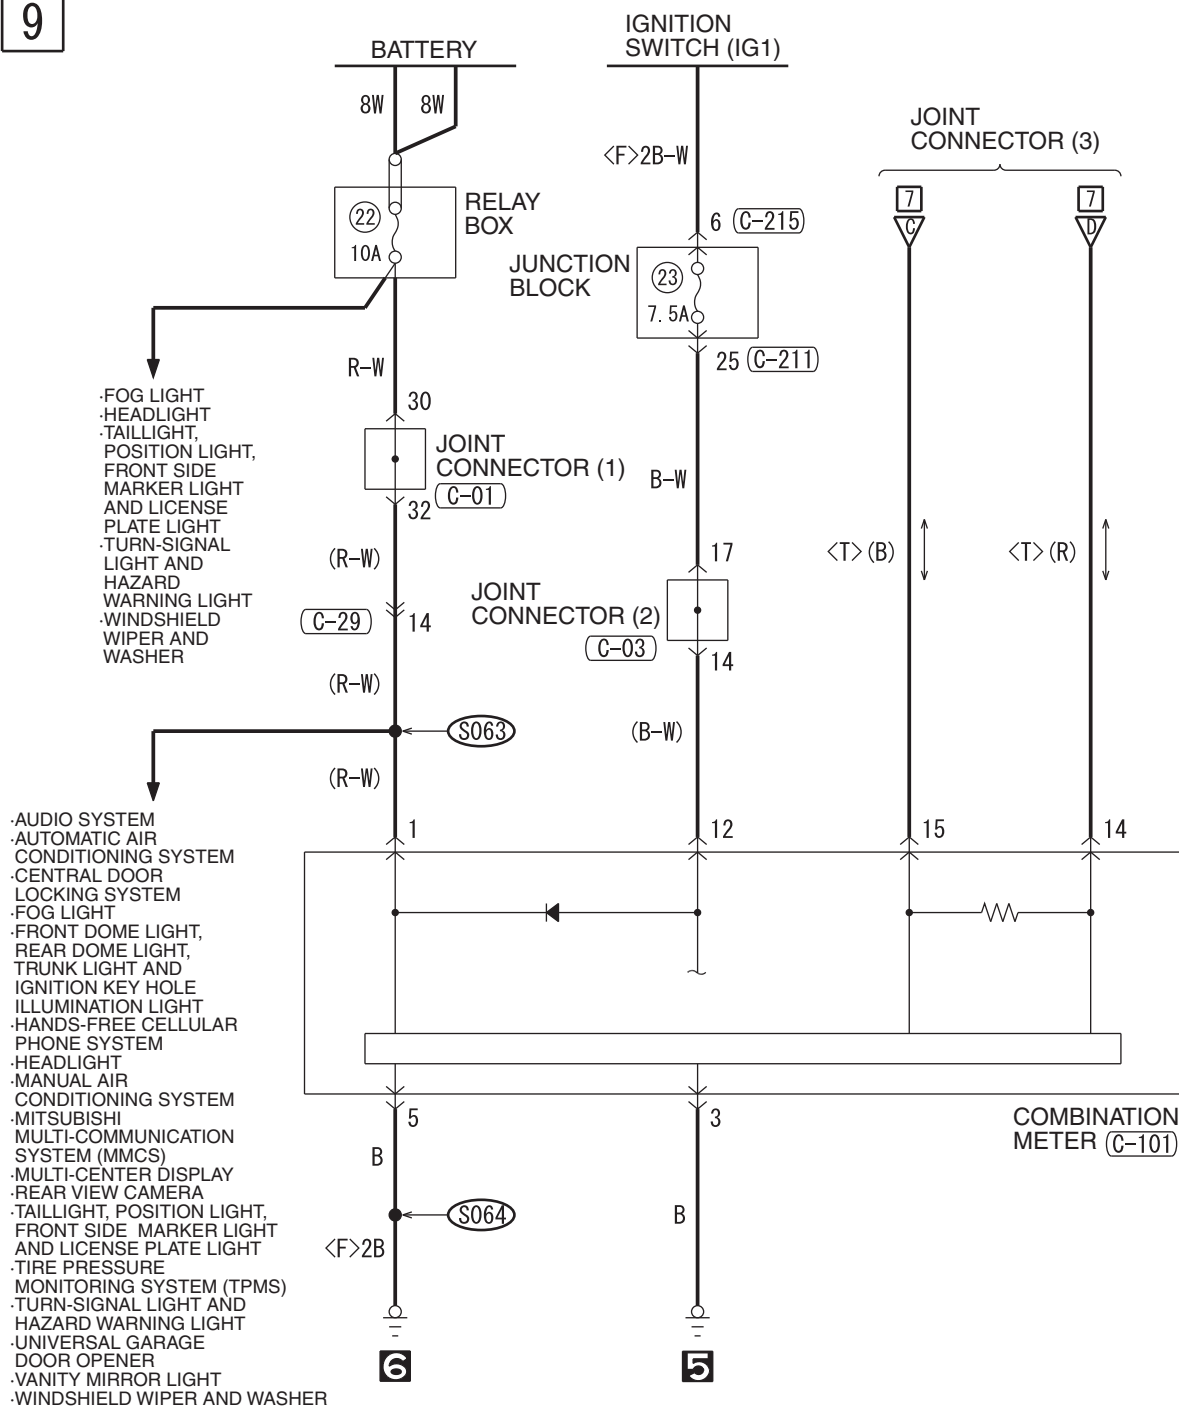 9
BATTERY
IGNITION
SWITCH (IG1)
8W
8W
JOINT
CONNECTOR (3)
<F>2B-W
7
7
C
D
RELAY
BOX
22
10A
6
C-215
JUNCTION
BLOCK
23
7.5A
25
C-211
R-W
30
JOINT
CONNECTOR (1)
C-01
32
·FOG LIGHT
·HEADLIGHT
·TAILLIGHT,
POSITION LIGHT,
FRONT SIDE
MARKER LIGHT
AND LICENSE
PLATE LIGHT
·TURN-SIGNAL
LIGHT AND
HAZARD
WARNING LIGHT
·WINDSHIELD
WIPER AND
WASHER
B-W
(R-W)
17
<T>(B)
<T>(R)
JOINT
CONNECTOR (2)
C-03
14
C-29
14
(R-W)
S063
(B-W)
(R-W)
1
12
15
14
·AUDIO SYSTEM
·AUTOMATIC AIR
CONDITIONING SYSTEM
·CENTRAL DOOR
LOCKING SYSTEM
·FOG LIGHT
·FRONT DOME LIGHT,
REAR DOME LIGHT,
TRUNK LIGHT AND
IGNITION KEY HOLE
ILLUMINATION LIGHT
·HANDS-FREE CELLULAR
PHONE SYSTEM
·HEADLIGHT
·MANUAL AIR
CONDITIONING SYSTEM
·MITSUBISHI
MULTI-COMMUNICATION
SYSTEM (MMCS)
·MULTI-CENTER DISPLAY
·REAR VIEW CAMERA
·TAILLIGHT, POSITION LIGHT,
FRONT SIDE MARKER LIGHT
AND LICENSE PLATE LIGHT
·TIRE PRESSURE
MONITORING SYSTEM (TPMS)
·TURN-SIGNAL LIGHT AND
HAZARD WARNING LIGHT
·UNIVERSAL GARAGE
DOOR OPENER
·VANITY MIRROR LIGHT
·WINDSHIELD WIPER AND WASHER
5
3
COMBINATION
METER
C-101
B
S064
B
<F>2B
6
5